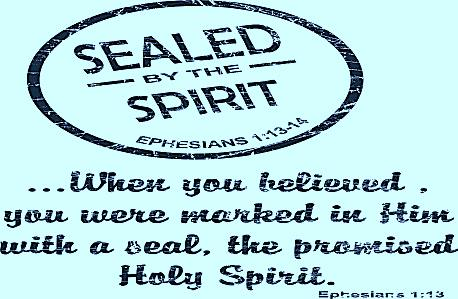 SEALED
BY THE
SPIRIT
EPHESIANS 1:13-14
...When you believed ,
you were marked in Him
with a seal, the promised
Holy Spirit.
Ephesians 1:13